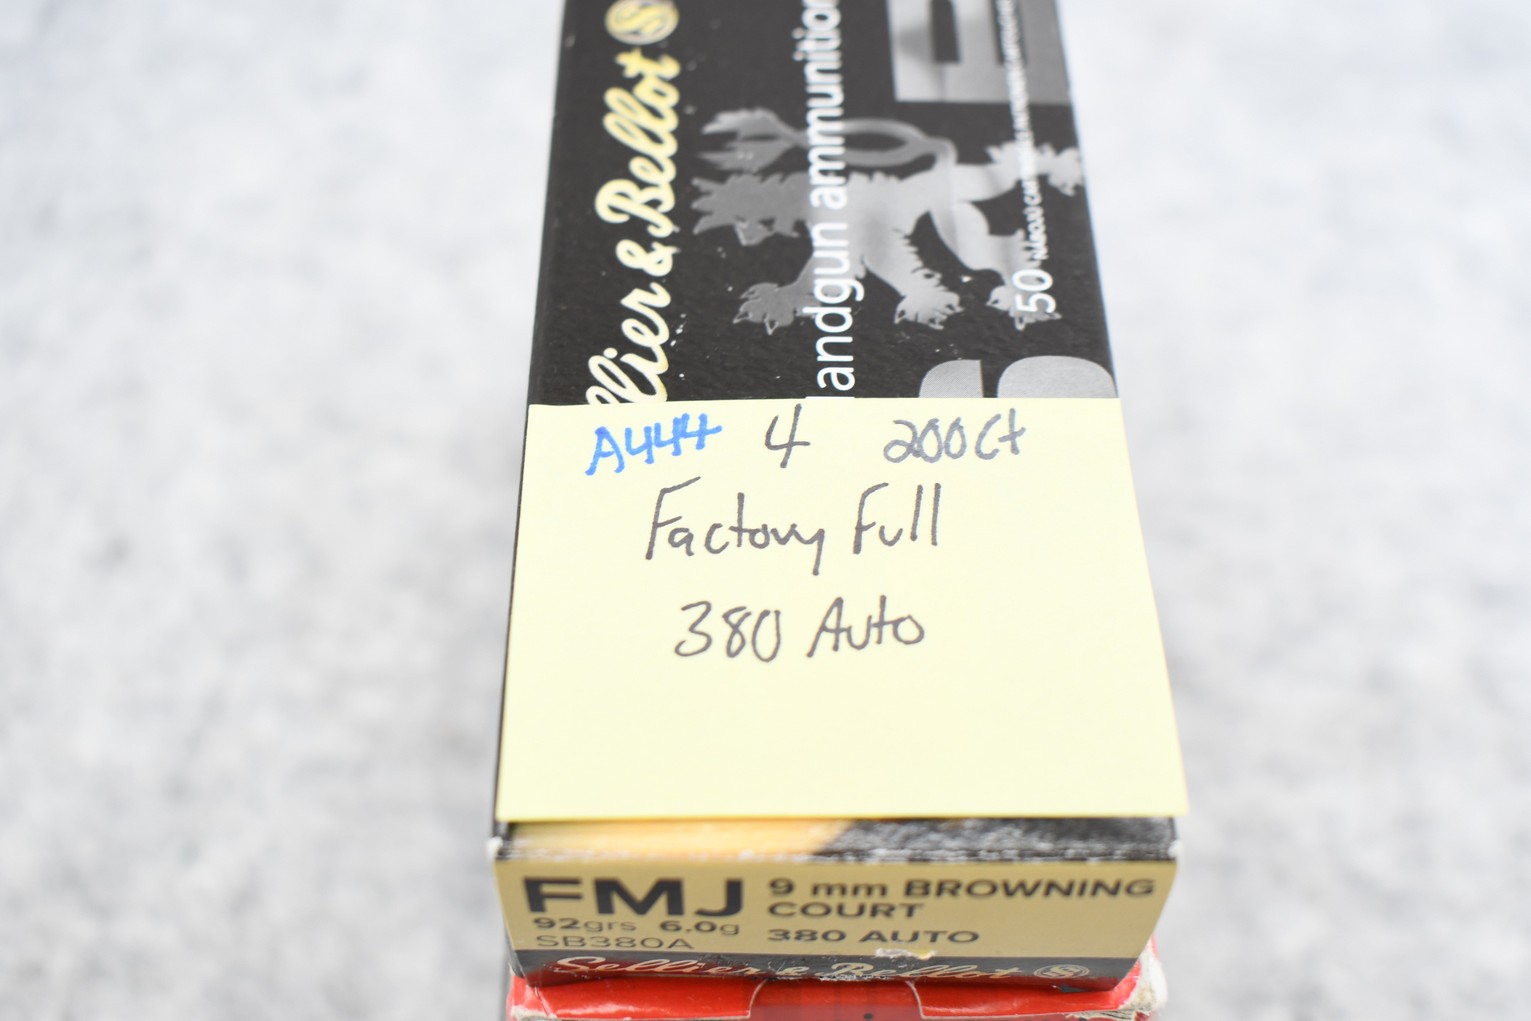 Sellier & Bellot
handgun ammunition
50
A444 4 200Ct
Factory Full
380 Auto
FMJ
92grs 6.0g
SB380A
9 mm BROWNING
COURT
380 AUTO
Sellier & Bellot